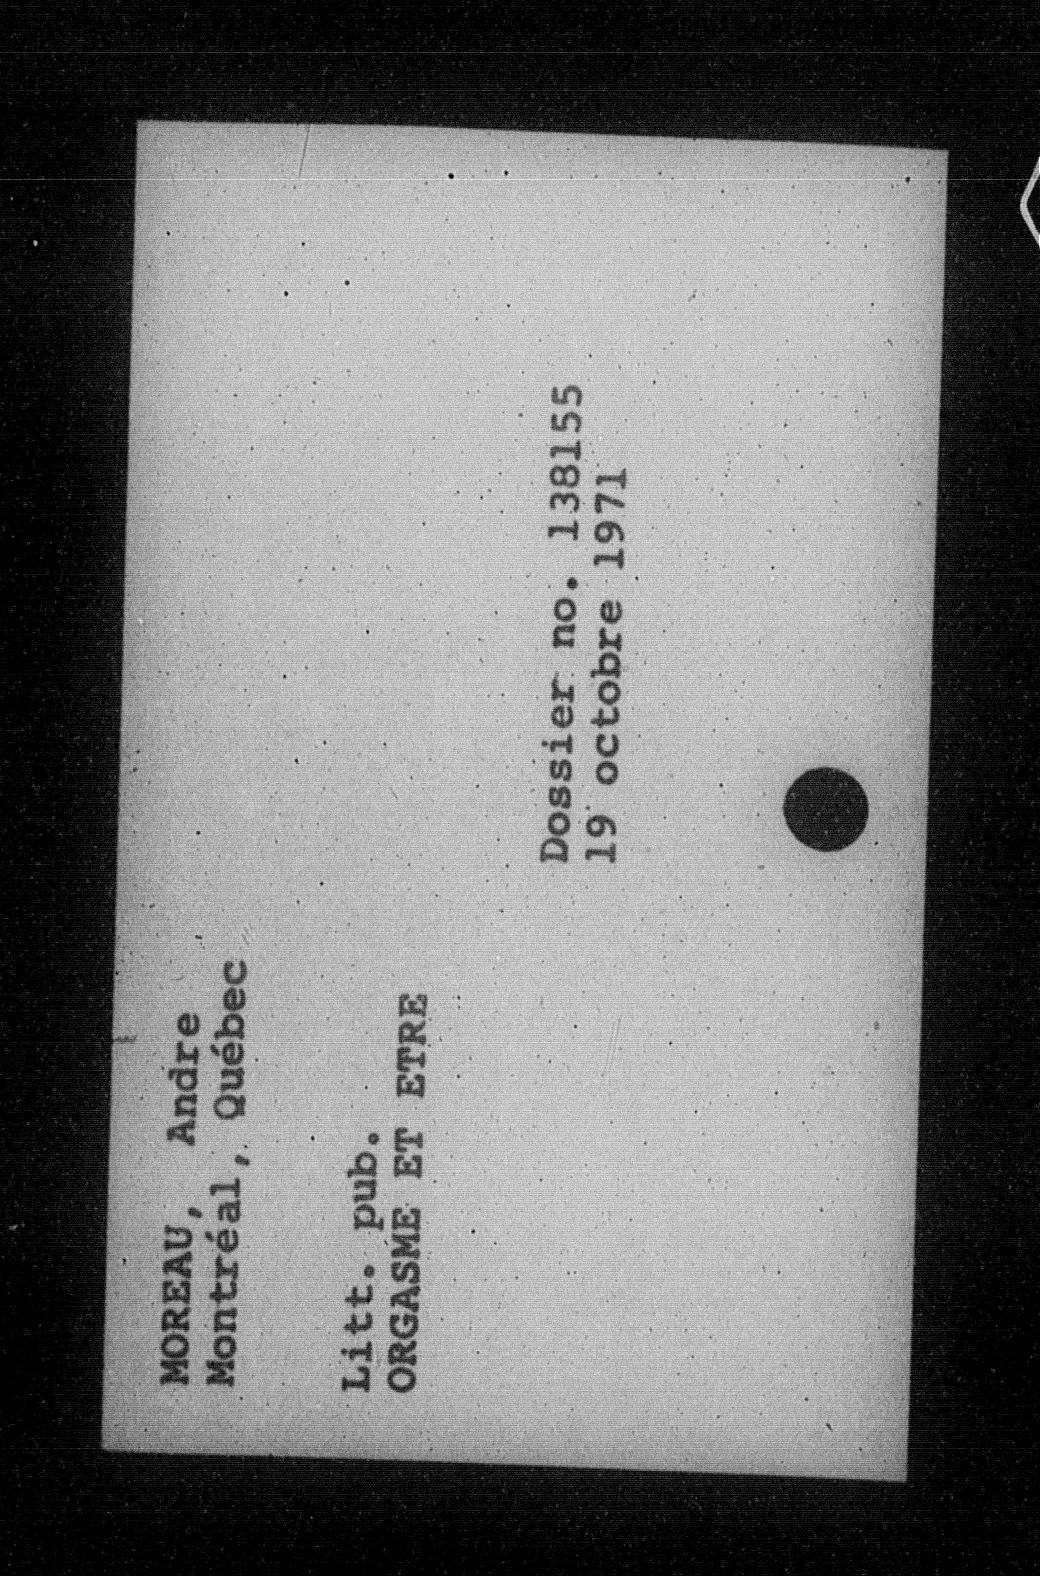 MOREAU, Andre
Montréal, Québec
Litt. pub.
ORGASME ET ETRE
Dossier no. 138155
19 octobre 1971